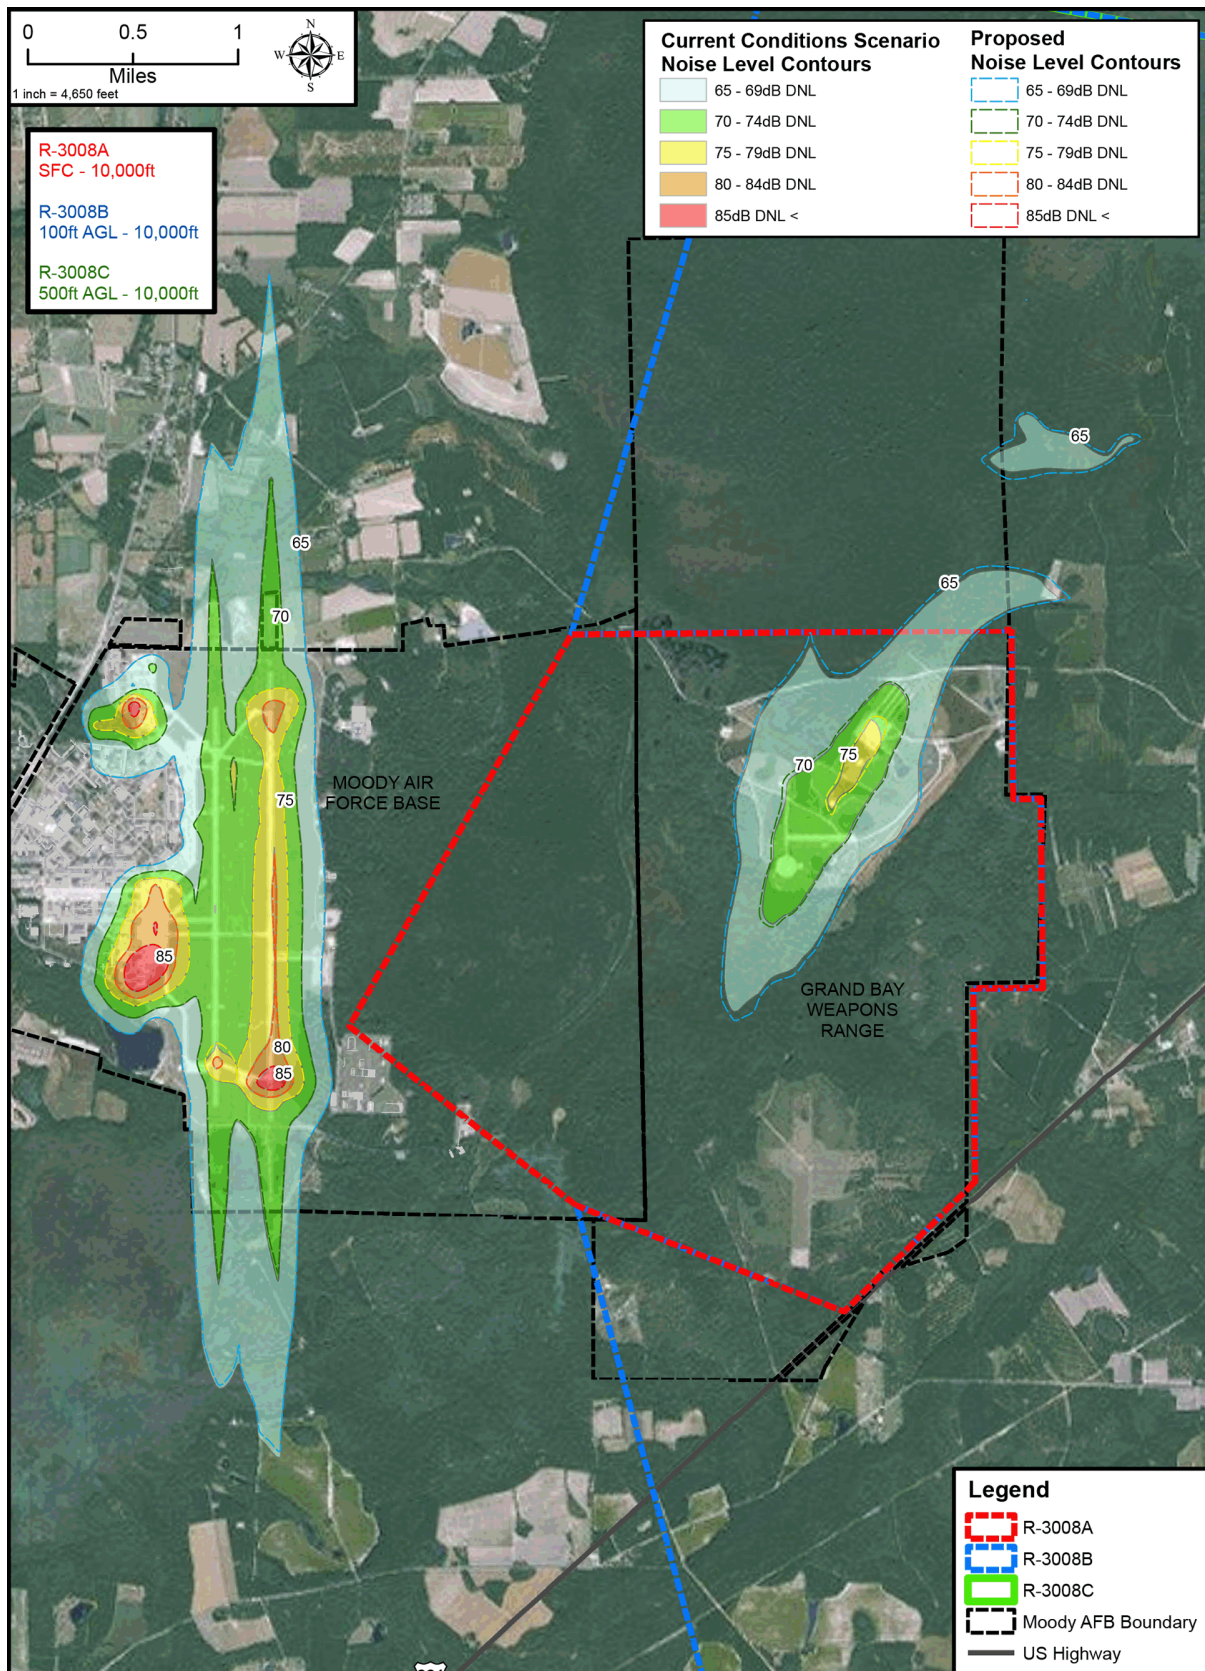 0 0.5 1
Miles
1 inch = 4,650 feet
N
W E
S
Current Conditions Scenario
Noise Level Contours
65 - 69dB DNL
70 - 74dB DNL
75 - 79dB DNL
80 - 84dB DNL
85dB DNL <
Proposed
Noise Level Contours
65 - 69dB DNL
70 - 74dB DNL
75 - 79dB DNL
80 - 84dB DNL
85dB DNL <
R-3008A
SFC - 10,000ft
R-3008B
100ft AGL - 10,000ft
R-3008C
500ft AGL - 10,000ft
65
65
65
70
70
75
75
MOODY AIR
FORCE BASE
85
GRAND BAY
WEAPONS
RANGE
80
85
Legend
R-3008A
R-3008B
R-3008C
Moody AFB Boundary
US Highway